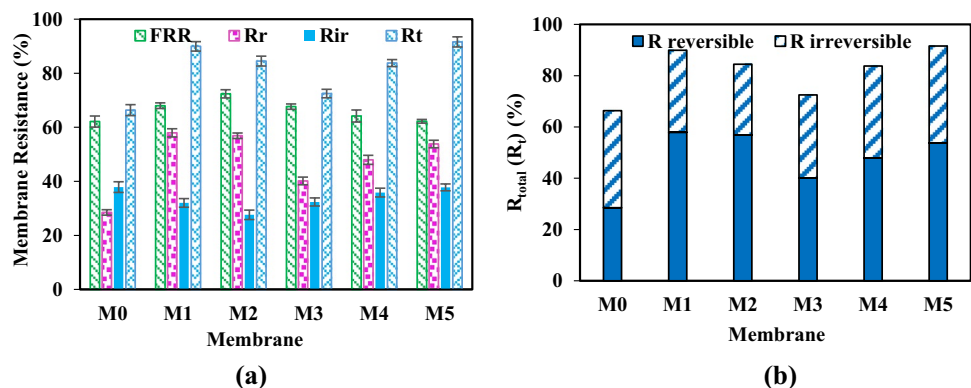 FRR Rr Rir Rt
Membrane Resistance (%)
100
80
60
40
20
0
M0 M1 M2 M3 M4 M5
Membrane
(a)
R reversible R irreversible
Rtotal (Rt) (%)
100
80
60
40
20
0
M0 M1 M2 M3 M4 M5
Membrane
(b)